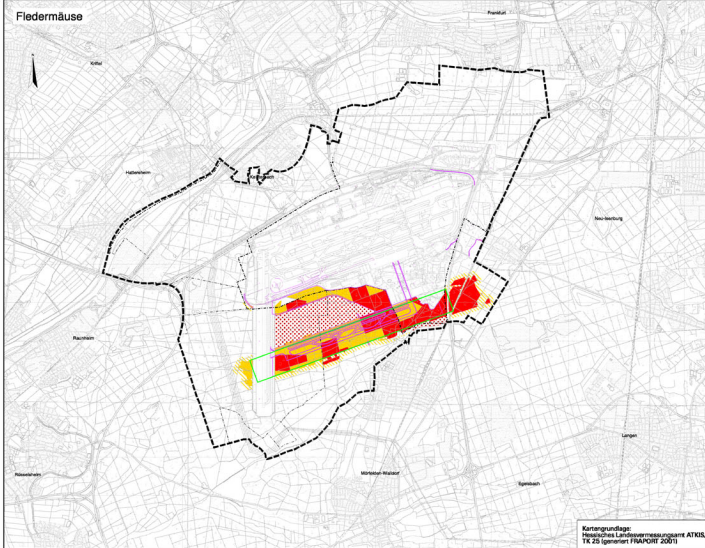 Fledermäuse
Frankfurt
Kriftel
Hattersheim
Kelsterbach
Neu-Isenburg
Raunheim
Langen
Rüsselsheim
Mörfelden-Walldorf
Egelsbach
Kartengrundlage:
Hessisches Landesvermessungsamt ATKIS,
TK 25 (generiert FRAPORT 2001)